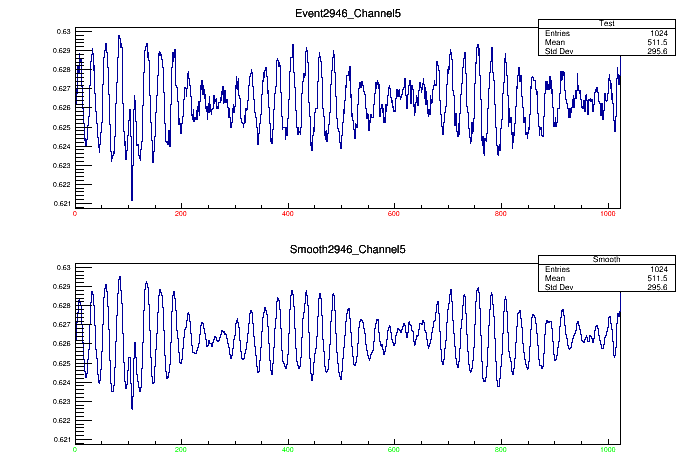 Event2946_Channel5
Test
Entries 1024
Mean 511.5
Std Dev 295.6
0.63
0.629
0.628
0.627
0.626
0.625
0.624
0.623
0.622
0.621
0 200 400 600 800 1000
Smooth2946_Channel5
Smooth
Entries 1024
Mean 511.5
Std Dev 295.6
0.63
0.629
0.628
0.627
0.626
0.625
0.624
0.623
0.622
0.621
0 200 400 600 800 1000